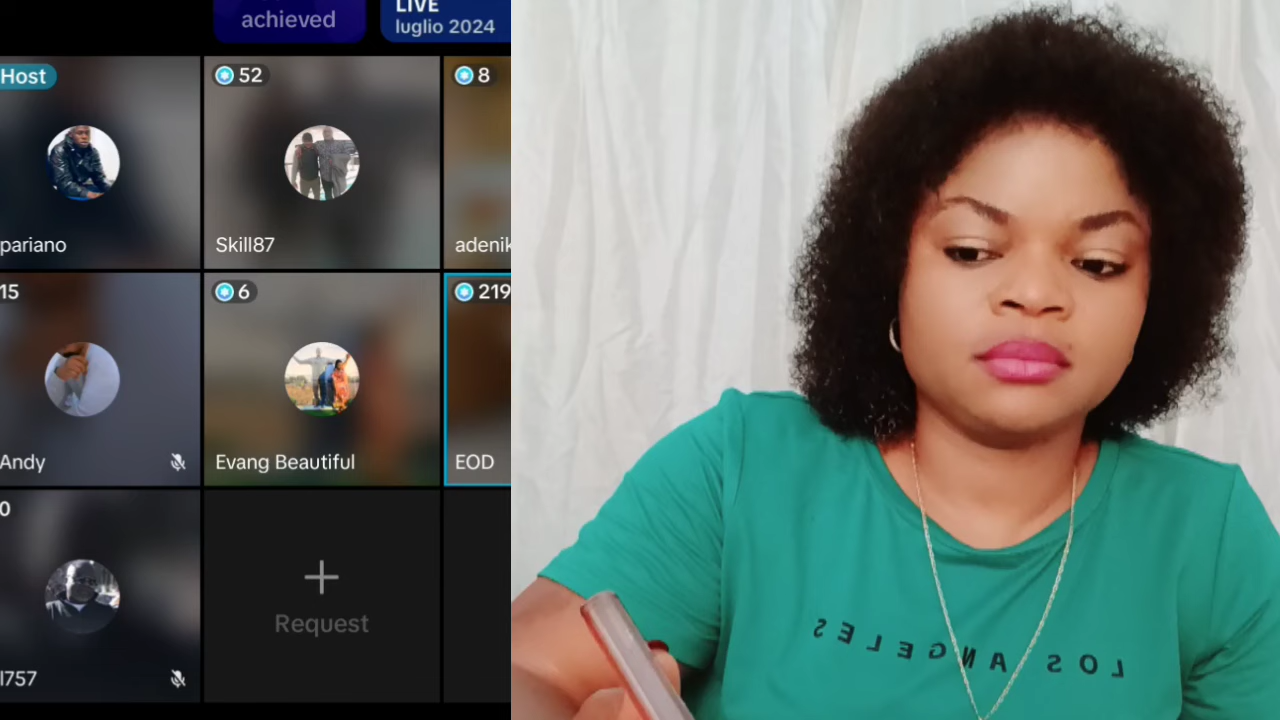 achieved
LIVE
luglio 2024
Host
52
8
pariano
Skill87
adenik
15
6
219
Andy
Evang Beautiful
EOD
0
Request
l757
LOS ANGELES